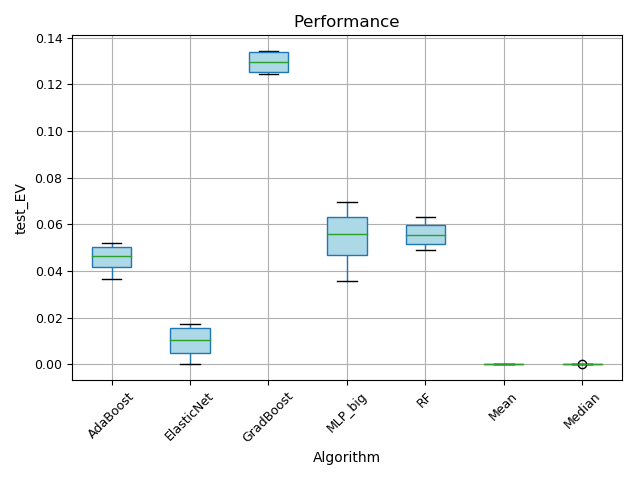 Performance
test_EV
0.14
0.12
0.10
0.08
0.06
0.04
0.02
0.00
AdaBoost
ElasticNet
GradBoost
MLP_big
RF
Mean
Median
Algorithm